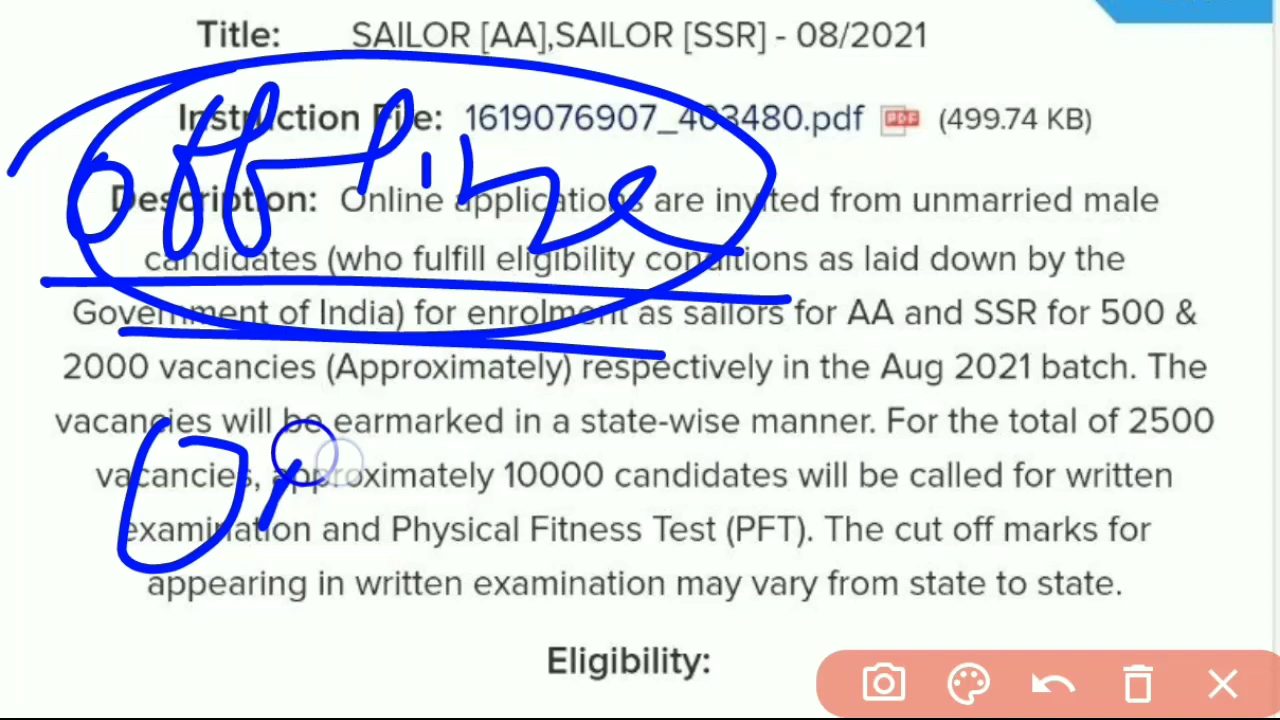 Title: SAILOR [AA],SAILOR [SSR] - 08/2021
Instruction File: 1619076907_403480.pdf PDF (499.74 KB)
offline
Description: Online applications are invited from unmarried male
candidates (who fulfill eligibility conditions as laid down by the
Government of India) for enrolment as sailors for AA and SSR for 500 &
2000 vacancies (Approximately) respectively in the Aug 2021 batch. The
vacancies will be earmarked in a state-wise manner. For the total of 2500
vacancies, approximately 10000 candidates will be called for written
examination and Physical Fitness Test (PFT). The cut off marks for
appearing in written examination may vary from state to state.
Eligibility: